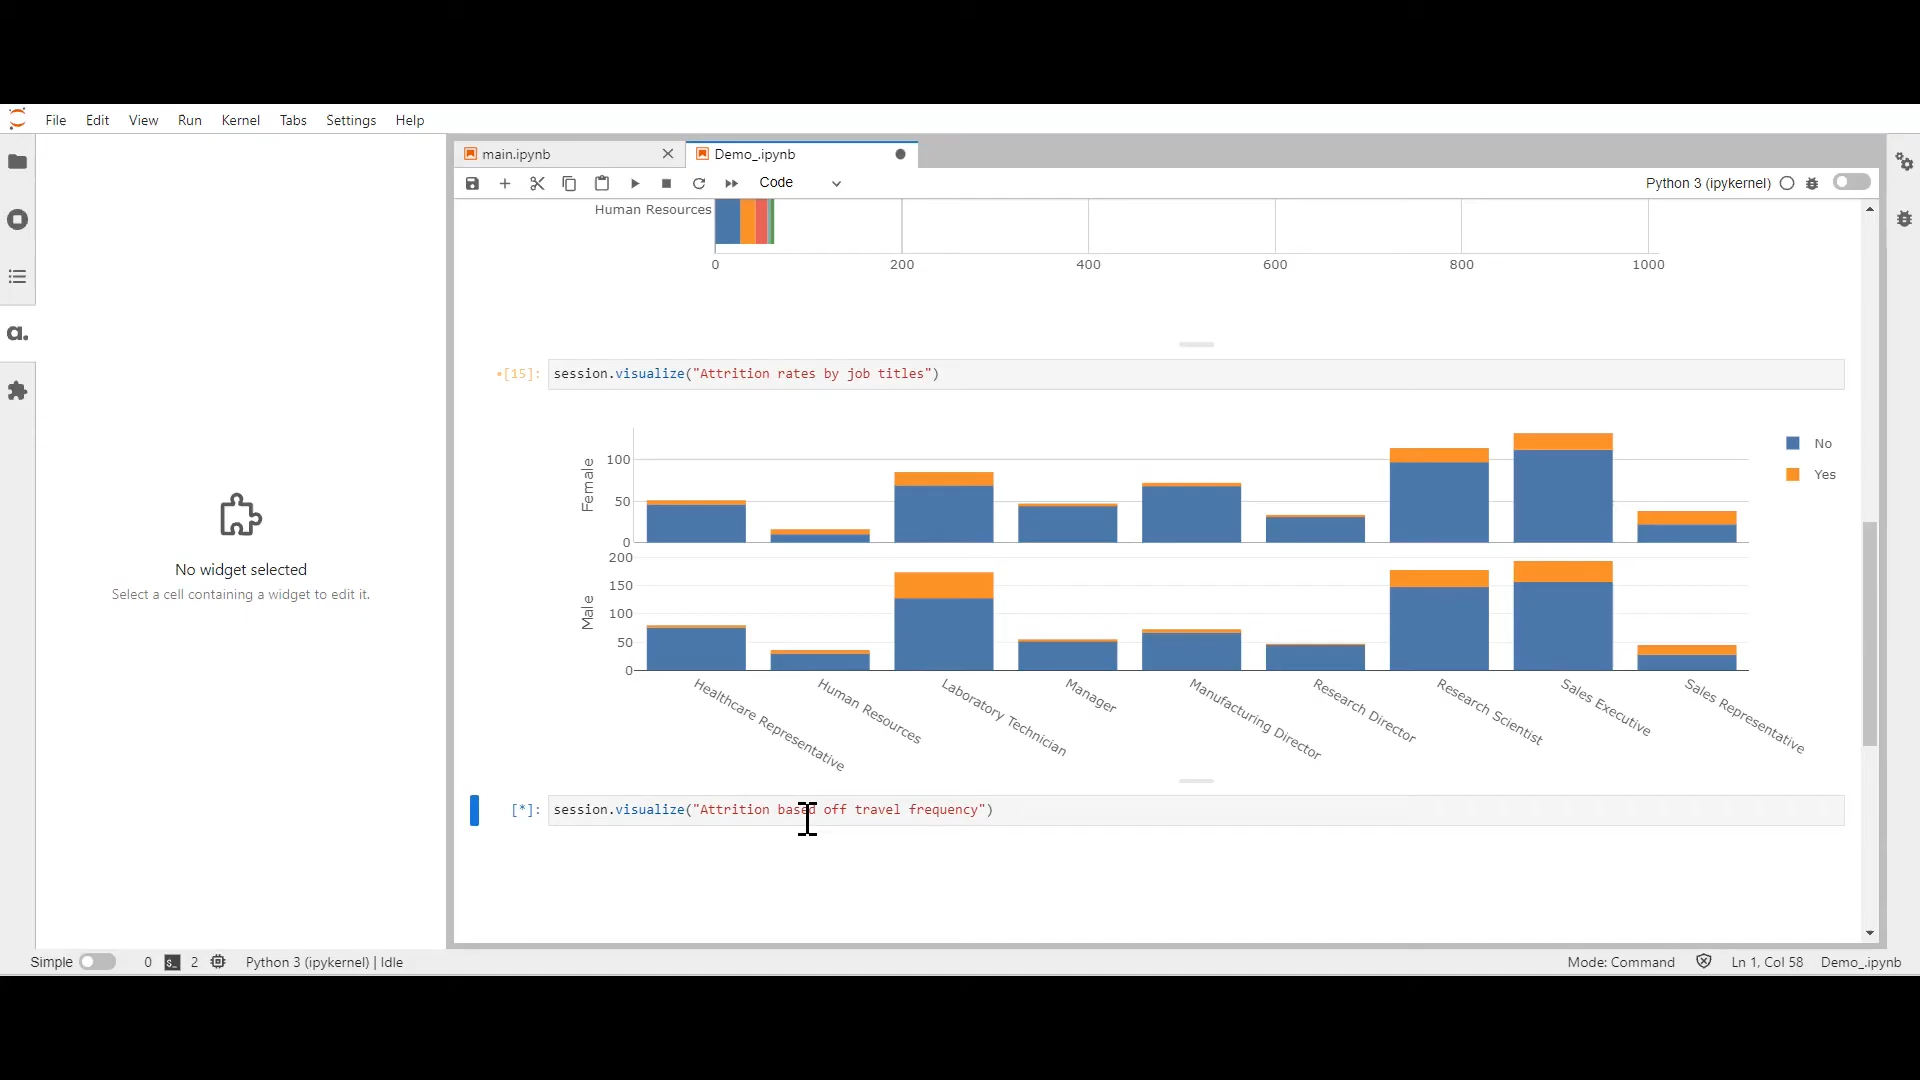 File Edit View Run Kernel Tabs Settings Help
main.ipynb Demo_.ipynb
Code Python 3 (ipykernel)
a.
Human Resources
0 200 400 600 800 1000
[15]: session.visualize("Attrition rates by job titles")
Female
100
50
0
No
Yes
Male
200
150
100
50
0
Healthcare Representative
Human Resources
Laboratory Technician
Manager
Manufacturing Director
Research Director
Research Scientist
Sales Executive
Sales Representative
No widget selected
Select a cell containing a widget to edit it.
[*]: session.visualize("Attrition based off travel frequency")
Simple 0 s_ 2 Python 3 (ipykernel) | Idle Mode: Command Ln 1, Col 58 Demo_.ipynb